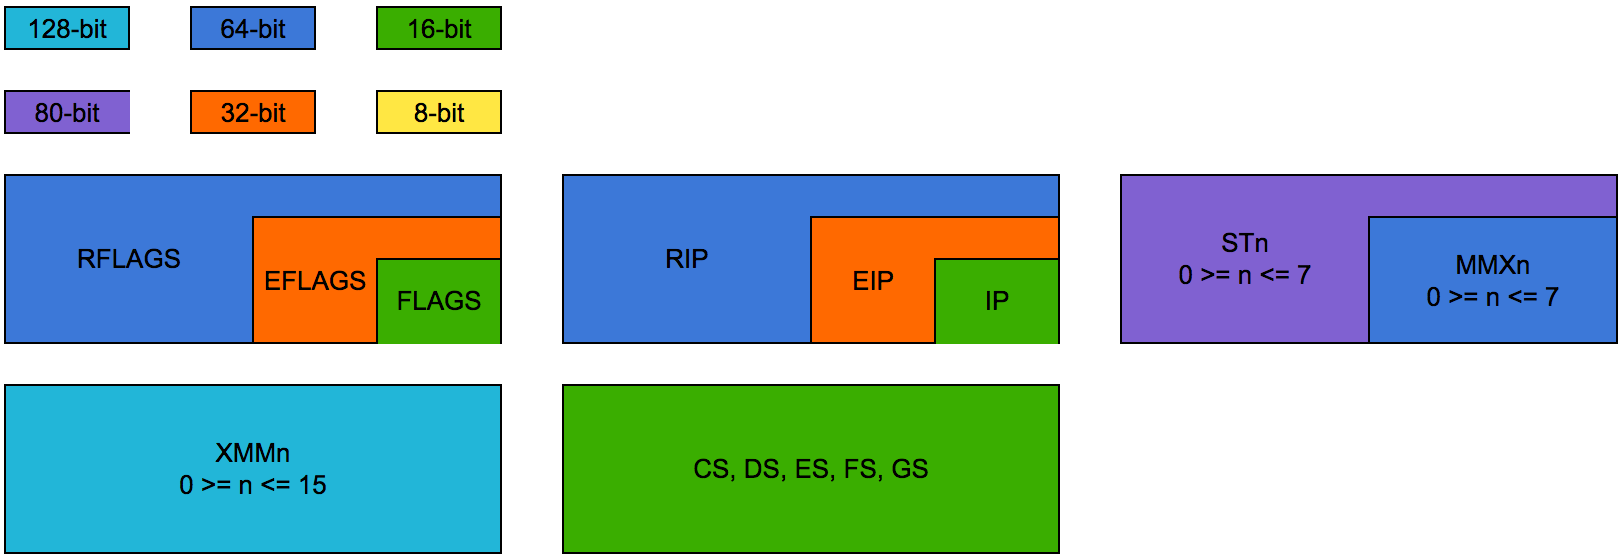 128-bit
64-bit
16-bit
80-bit
32-bit
8-bit
RFLAGS
EFLAGS
FLAGS
RIP
EIP
IP
STn
0 >= n <= 7
MMXn
0 >= n <= 7
XMMn
0 >= n <= 15
CS, DS, ES, FS, GS